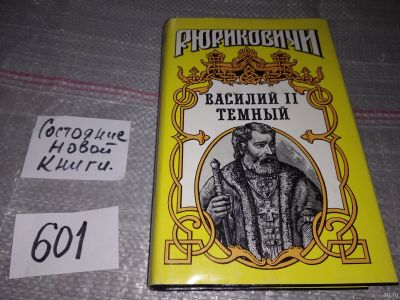 РЮРИКОВИЧИ
ВАСИЛИЙ II
ТЕМНЫЙ
Состояние
новой
книги.
601